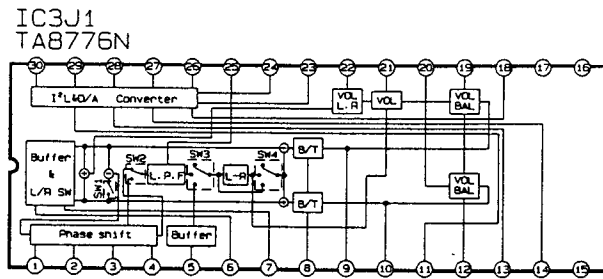 IC3J1
TA8776N
30 29 28 27 26 25 24 23 22 21 20 19 18 17 16
I²L&D/A Converter
VOL L.R
VOL
VOL BAL
Buffer & L/R SW
SW1
SW2
L.P.F
SW3
L-R
SW4
B/T
B/T
VOL BAL
Phase shift
Buffer
1 2 3 4 5 6 7 8 9 10 11 12 13 14 15